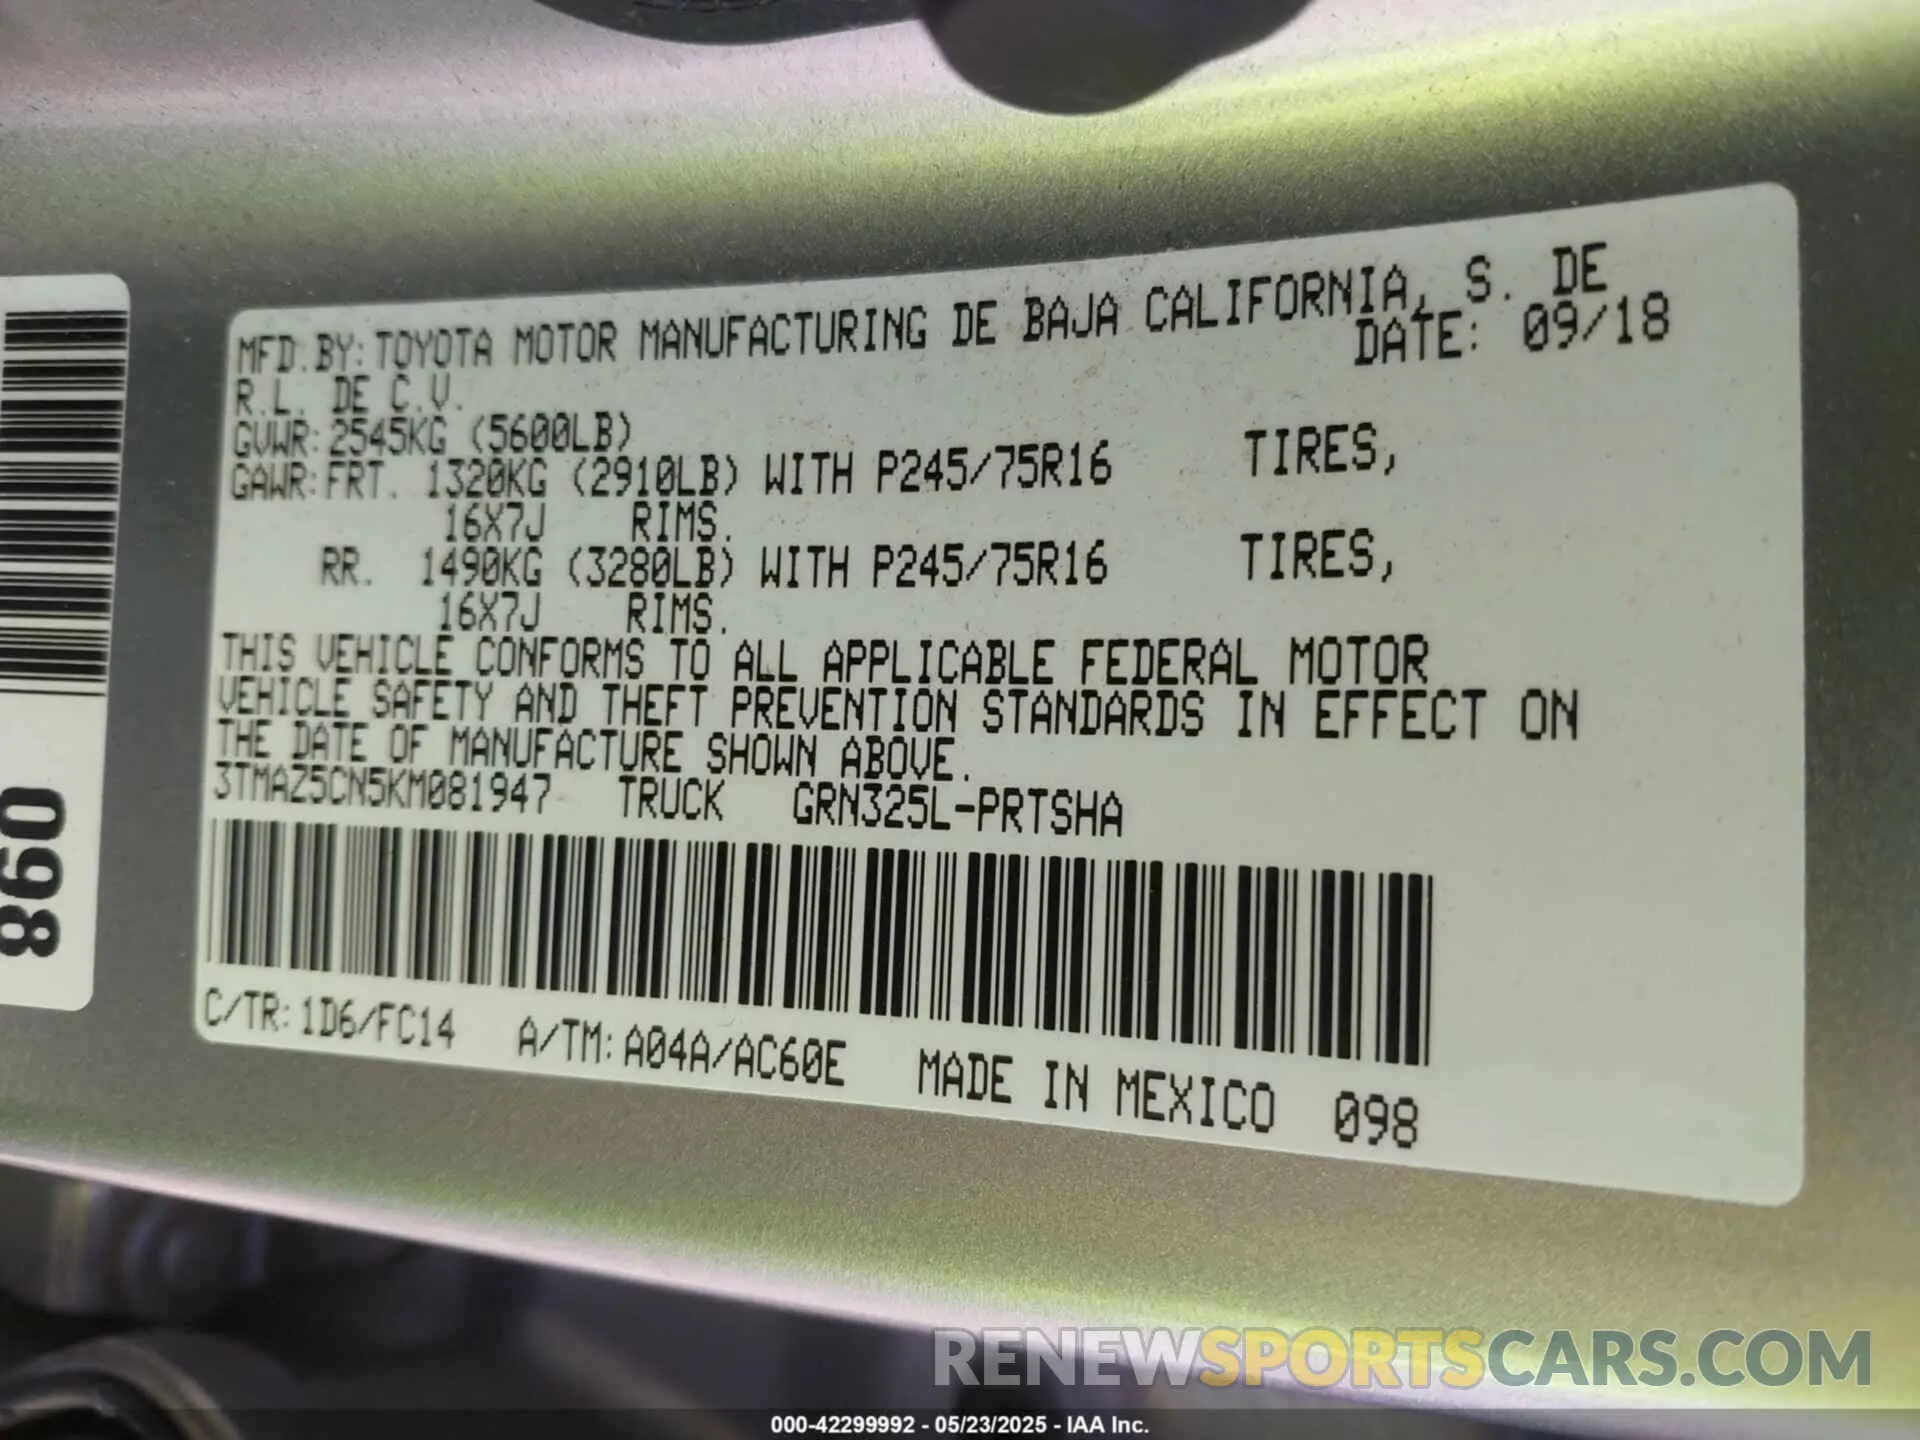 MFD.BY:TOYOTA MOTOR MANUFACTURING DE BAJA CALIFORNIA, S. DE
R.L. DE C.V. DATE: 09/18
GVWR:2545KG (5600LB)
GAWR:FRT. 1320KG (2910LB) WITH P245/75R16 TIRES,
16X7J RIMS.
RR. 1490KG (3280LB) WITH P245/75R16 TIRES,
16X7J RIMS.
THIS VEHICLE CONFORMS TO ALL APPLICABLE FEDERAL MOTOR
VEHICLE SAFETY AND THEFT PREVENTION STANDARDS IN EFFECT ON
THE DATE OF MANUFACTURE SHOWN ABOVE.
3TMAZ5CN5KM081947 TRUCK GRN325L-PRTSHA
C/TR:1D6/FC14 A/TM:A04A/AC60E MADE IN MEXICO 098
098
RENEWSPORTSCARS.COM
000-42299992 - 05/23/2025 - IAA Inc.